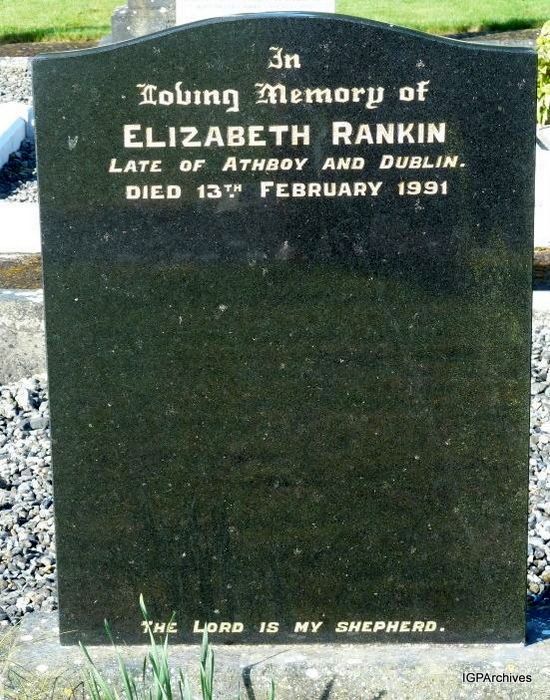 In
Loving Memory of
ELIZABETH RANKIN
LATE OF ATHBOY AND DUBLIN.
DIED 13TH FEBRUARY 1991
THE LORD IS MY SHEPHERD.
IGPArchives